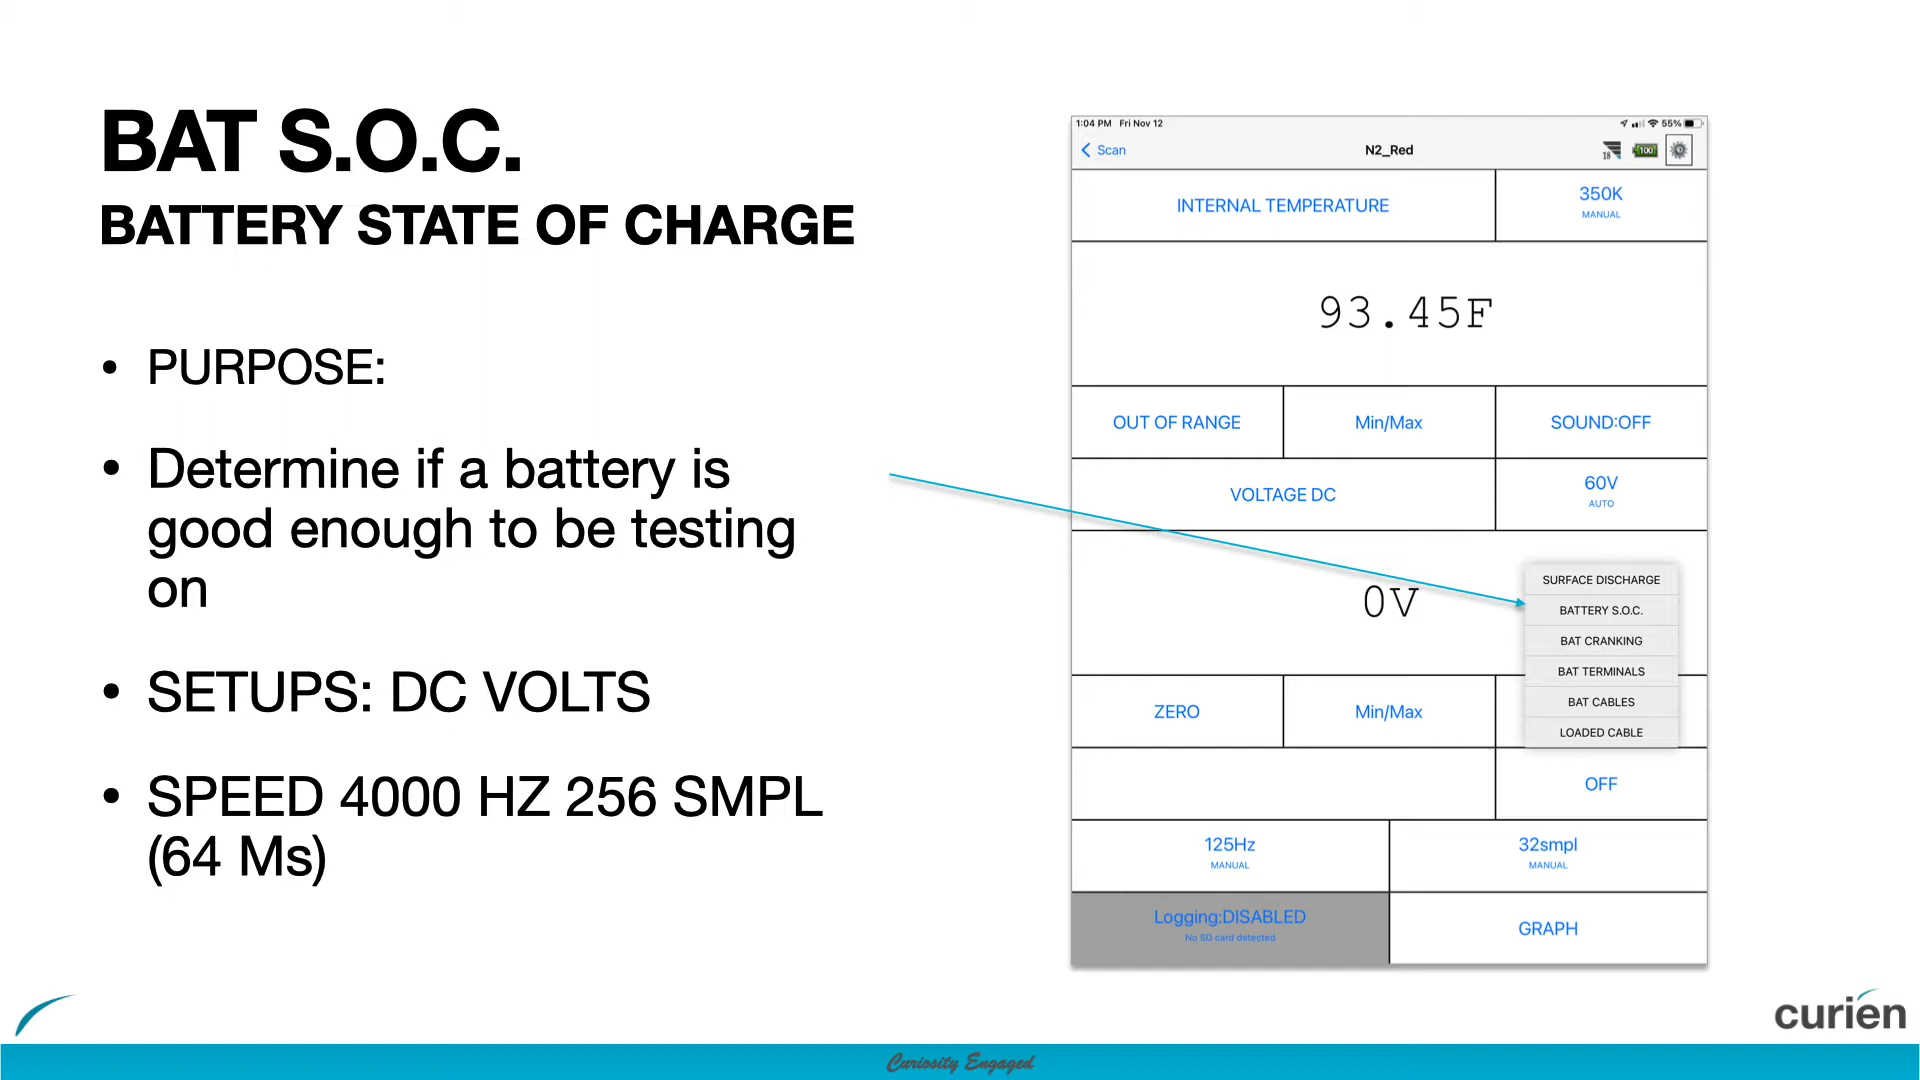 BAT S.O.C.
BATTERY STATE OF CHARGE
• PURPOSE:
• Determine if a battery is
good enough to be testing
on
• SETUPS: DC VOLTS
• SPEED 4000 HZ 256 SMPL
(64 Ms)
1:04 PM Fri Nov 12
55%
Scan
N2_Red
18
100
INTERNAL TEMPERATURE
350K
MANUAL
93.45F
OUT OF RANGE
Min/Max
SOUND:OFF
VOLTAGE DC
60V
AUTO
0V
SURFACE DISCHARGE
BATTERY S.O.C.
BAT CRANKING
BAT TERMINALS
BAT CABLES
LOADED CABLE
ZERO
Min/Max
OFF
125Hz
MANUAL
32smpl
MANUAL
Logging:DISABLED
No SD card detected
GRAPH
curien
Curiosity Engaged